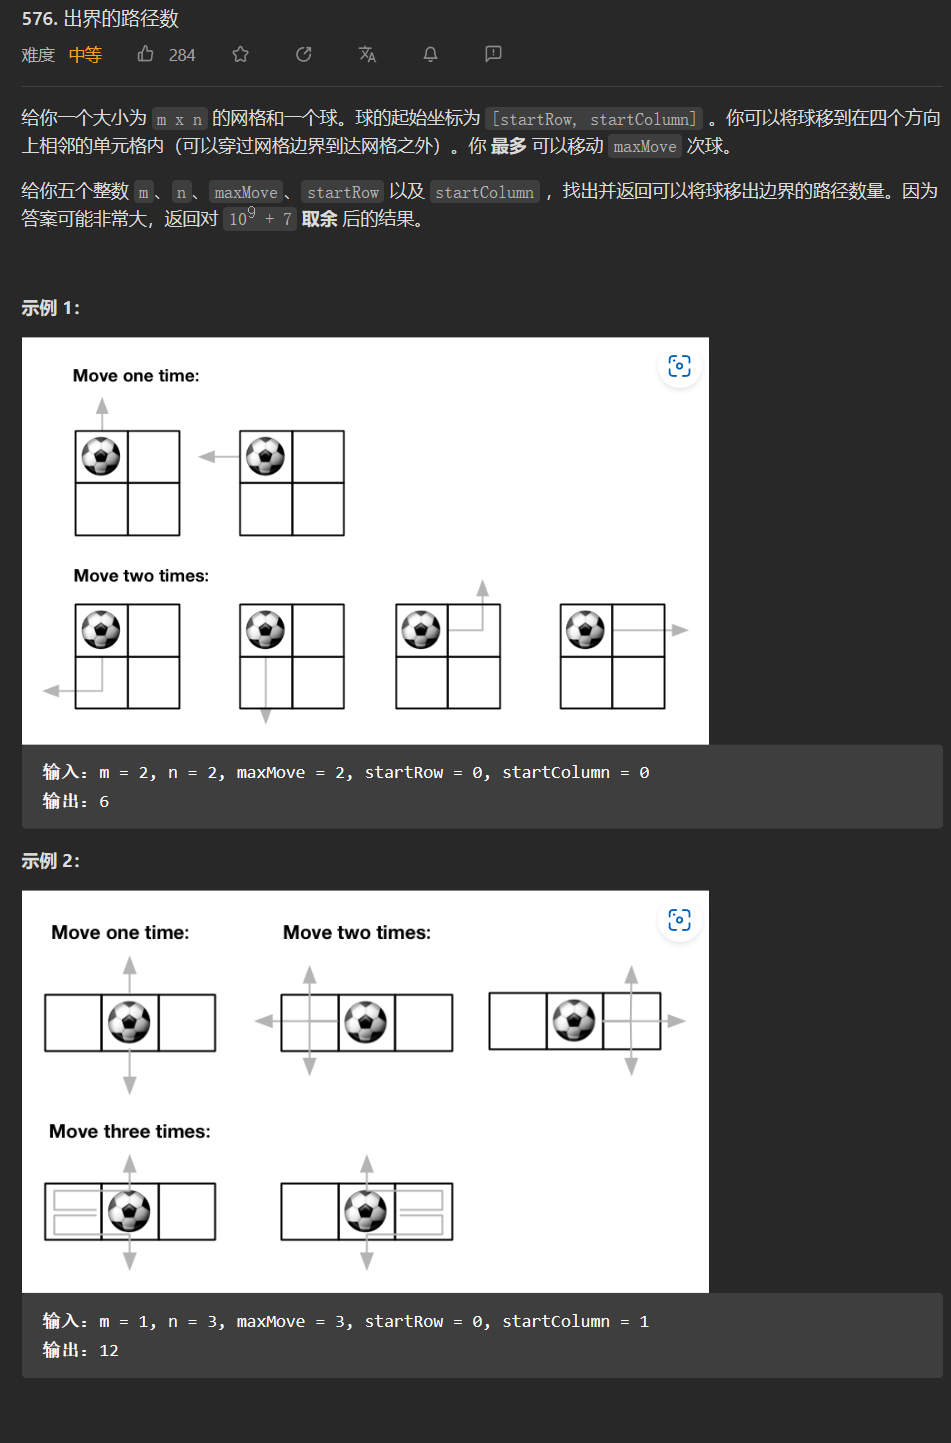 576. 出界的路径数
难度 中等 284
给你一个大小为 m x n 的网格和一个球。球的起始坐标为 [startRow, startColumn] 。你可以将球移到在四个方向
上相邻的单元格内（可以穿过网格边界到达网格之外）。你 最多 可以移动 maxMove 次球。
给你五个整数 m、n、maxMove、startRow 以及 startColumn ，找出并返回可以将球移出边界的路径数量。因为
答案可能非常大，返回对 10⁹ + 7 取余 后的结果。
示例 1：
Move one time:
Move two times:
输入：m = 2, n = 2, maxMove = 2, startRow = 0, startColumn = 0
输出：6
示例 2：
Move one time: Move two times:
Move three times:
输入：m = 1, n = 3, maxMove = 3, startRow = 0, startColumn = 1
输出：12